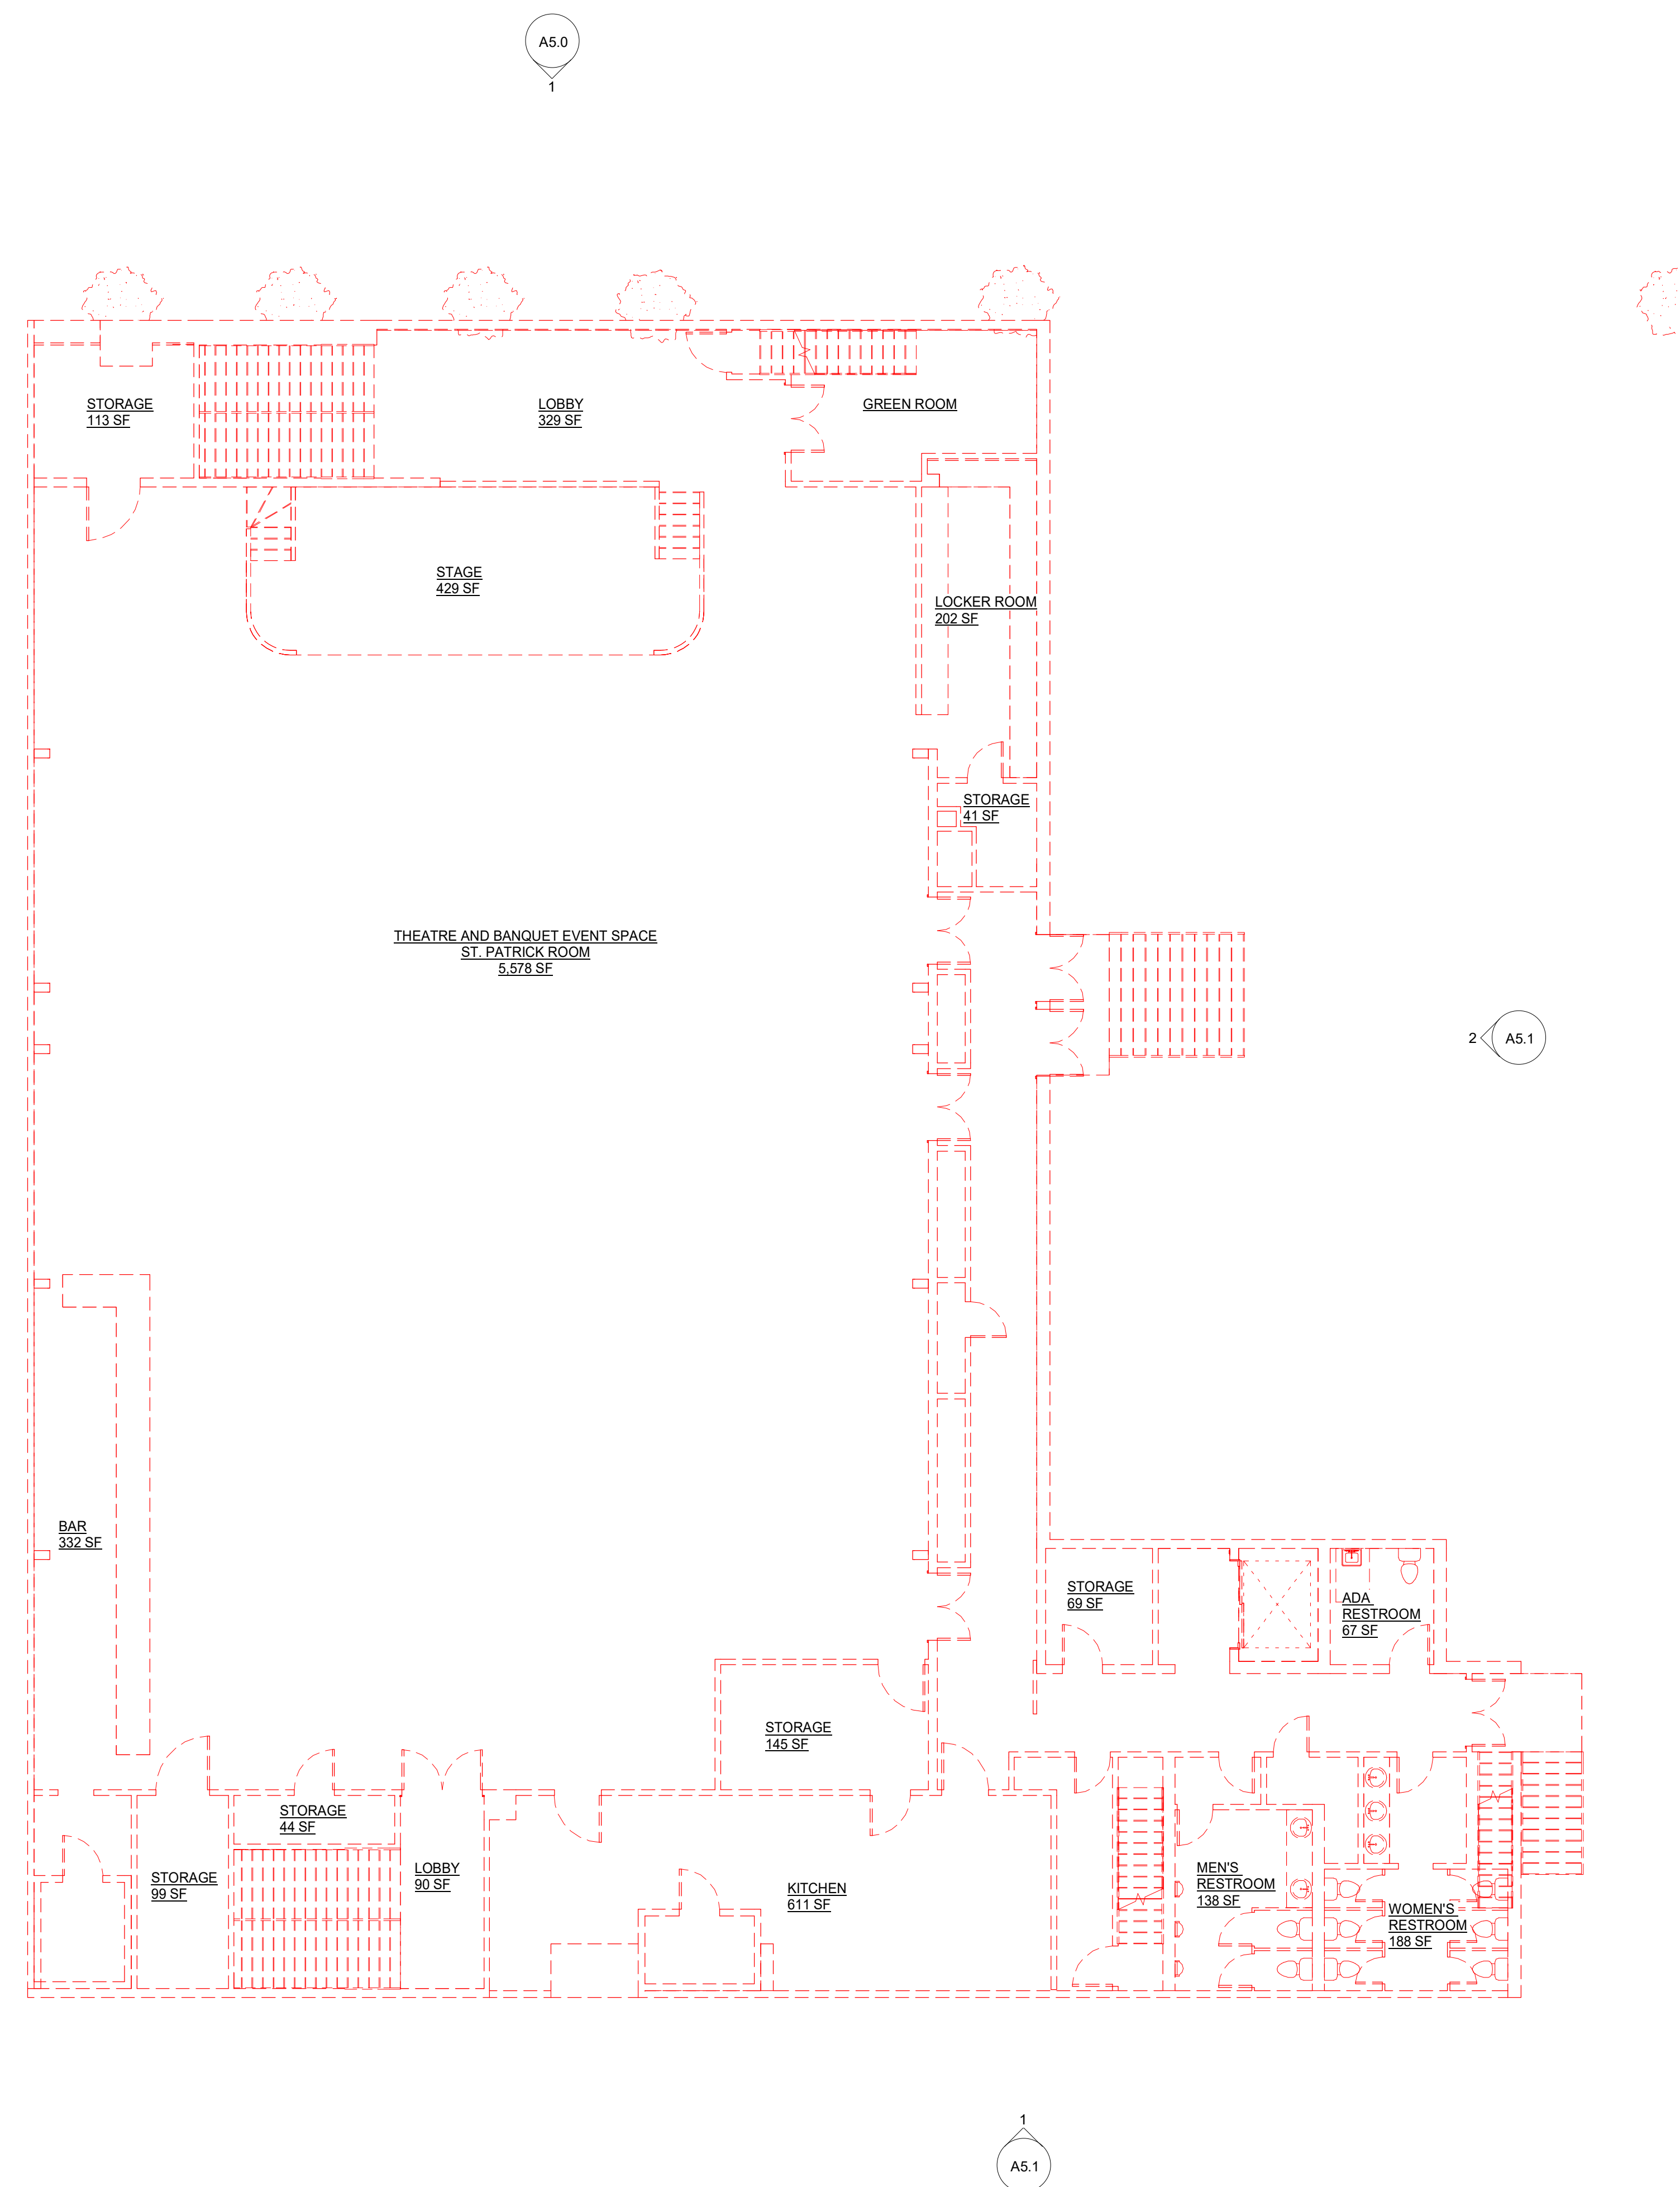 A5.0
1
STORAGE
113 SF
LOBBY
329 SF
GREEN ROOM
STAGE
429 SF
LOCKER ROOM
202 SF
STORAGE
41 SF
THEATRE AND BANQUET EVENT SPACE
ST. PATRICK ROOM
5,578 SF
2
A5.1
BAR
332 SF
STORAGE
69 SF
ADA
RESTROOM
67 SF
STORAGE
145 SF
STORAGE
44 SF
STORAGE
99 SF
LOBBY
90 SF
KITCHEN
611 SF
MEN'S
RESTROOM
138 SF
WOMEN'S
RESTROOM
188 SF
1
A5.1